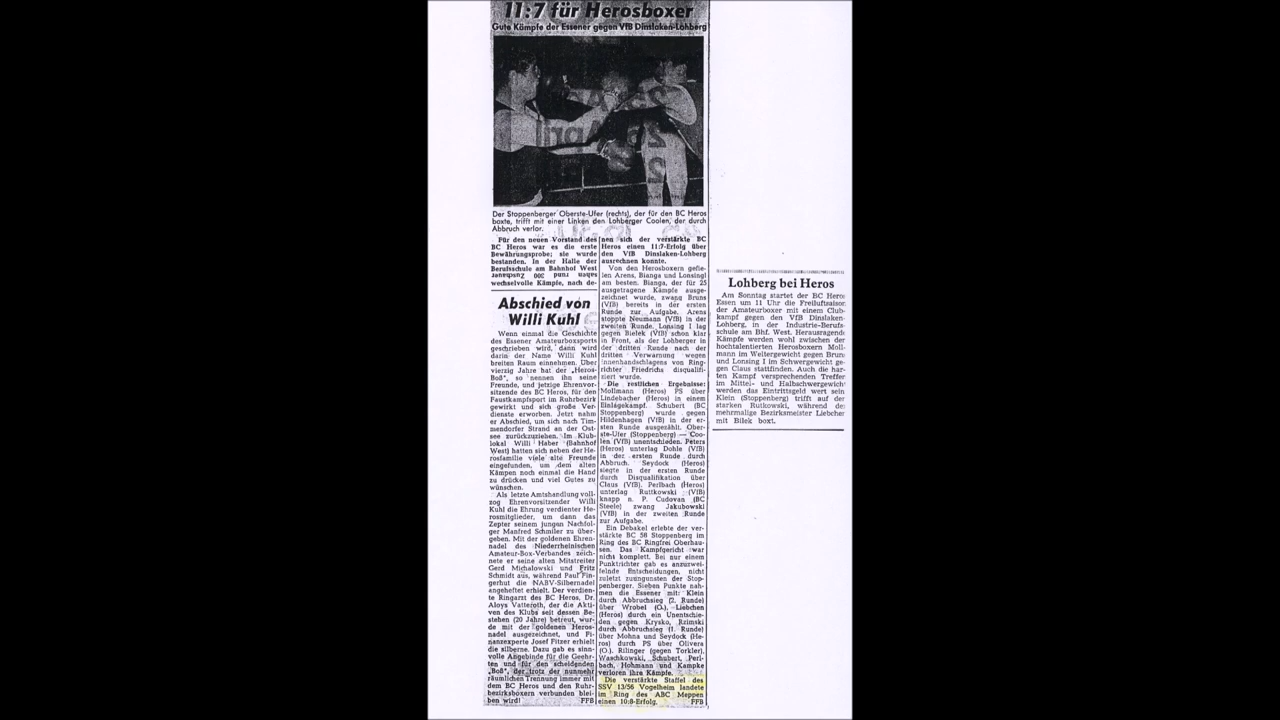 11:7 für Herosboxer
Gute Kämpfe der Essener gegen VfB Dinslaken-Lohberg
Der Stoppenberger Oberste-Ufer (rechts), der für den BC Heros
boxte, trifft mit einer Linken den Lohberger Coolen, der durch
Abbruch verlor.
Für den neuen Vorstand des
BC Heros war es die erste
Bewährungsprobe; sie wurde
bestanden. In der Halle der
Berufsschule am Bahnhof West
sahen rund 300 Zuschauer
wechselvolle Kämpfe, nach de-
nen sich der verstärkte BC
Heros einen 11:7-Erfolg über
den VfB Dinslaken-Lohberg
ausrechnen konnte.
Von den Herosboxern gefie-
len Arens, Bianga und Lonsingl
am besten. Bianga, der für 25
ausgetragene Kämpfe ausge-
zeichnet wurde, zwang Bruns
(VfB) bereits in der ersten
Runde zur Aufgabe. Arens
stoppte Neumann (VfB) in der
zweiten Runde. Lonsing I lag
gegen Bielek (VfB) schon klar
in Front, als der Lohberger in
der dritten Runde nach der
dritten Verwarnung wegen
Innenhandschlagens von Ring-
richter Friedrichs disqualifi-
ziert wurde.
Die restlichen Ergebnisse:
Mollmann (Heros) PS über
Lindebacher (Heros) in einem
Einlagekampf. Schubert (BC
Stoppenberg) wurde gegen
Hildenhagen (VfB) in der er-
sten Runde ausgezählt. Ober-
ste-Ufer (Stoppenberg) — Coo-
len (VfB) unentschieden. Peters
(Heros) unterlag Dohle (VfB)
in der ersten Runde durch
Abbruch. Seydock (Heros)
siegte in der ersten Runde
durch Disqualifikation über
Claus (VfB). Perlbach (Heros)
unterlag Ruttkowski (VfB)
knapp n. P. Cudovan (BC
Steele) zwang Jakubowski
(VfB) in der zweiten Runde
zur Aufgabe.
Ein Debakel erlebte der ver-
stärkte BC 58 Stoppenberg im
Ring des BC Ringfrei Oberhau-
sen. Das Kampfgericht war
nicht komplett. Bei nur einem
Punktrichter gab es anzuwei-
felnde Entscheidungen, nicht
zuletzt zuungunsten der Stop-
penberger. Sieben Punkte nah-
men die Essener mit: Klein
durch Abbruchsieg (2. Runde)
über Wrobel (O.), Liebchen
(Heros) durch ein Unentschie-
den gegen Krysko, Rzimski
durch Abbruchsieg (1. Runde)
über Mohna und Seydock (He-
ros) durch PS über Olivera
(O.). Rilinger (gegen Torkler),
Waschkowski, Schubert, Perl-
bach, Hohmann und Kampke
verloren ihre Kämpfe.
Die verstärkte Staffel des
SSV 13/56 Vogelheim landete
im Ring des ABC Meppen
einen 10:8-Erfolg. FFB
Abschied von
Willi Kuhl
Wenn einmal die Geschichte
des Essener Amateurboxsports
geschrieben wird, dann wird
darin der Name Willi Kuhl
breiten Raum einnehmen. Über
vierzig Jahre hat der „Heros-
Boß", so nennen ihn seine
Freunde, und jetzige Ehrenvor-
sitzende des BC Heros, für den
Faustkampfsport im Ruhrbezirk
gewirkt und sich große Ver-
dienste erworben. Jetzt nahm
er Abschied, um sich nach Tim-
mendorfer Strand an der Ost-
see zurückzuziehen. Im Klub-
lokal Willi Haber (Bahnhof
West) hatten sich neben der He-
rosfamilie viele alte Freunde
eingefunden, um dem alten
Kämpen noch einmal die Hand
zu drücken und viel Gutes zu
wünschen.
Als letzte Amtshandlung voll-
zog Ehrenvorsitzender Willi
Kuhl die Ehrung verdienter He-
rosmitglieder, um dann das
Zepter seinem jungen Nachfol-
ger Manfred Schmiler zu über-
geben. Mit der goldenen Ehren-
nadel des Niederrheinischen
Amateur-Box-Verbandes zeich-
nete er seine alten Mitstreiter
Gerd Michalowski und Fritz
Schmidt aus, während Paul Fin-
gerhut die NABV-Silbernadel
angeheftet erhielt. Der verdien-
te Ringarzt des BC Heros, Dr.
Aloys Vatteroth, der die Akti-
ven des Klubs seit dessen Be-
stehen (20 Jahre) betreut, wur-
de mit der goldenen Heros-
nadel ausgezeichnet, und Fi-
nanzexperte Josef Fitzer erhielt
die silberne. Dazu gab es sinn-
volle Angebinde für die Geehr-
ten und für den scheidenden
„Boß", der trotz der nunmehr
räumlichen Trennung immer mit
dem BC Heros und den Ruhr-
bezirksboxern verbunden blei-
ben wird! FFB
Lohberg bei Heros
Am Sonntag startet der BC Heros
Essen um 11 Uhr die Freiluftsaison
der Amateurboxer mit einem Club-
kampf gegen den VfB Dinslaken-
Lohberg, in der Industrie-Berufs-
schule am Bhf. West. Herausragende
Kämpfe werden wohl zwischen der
hochtalentierten Herosboxern Moll-
mann im Weltergewicht gegen Bruns
und Lonsing I im Schwergewicht ge-
gen Claus stattfinden. Auch die har-
ten Kampf versprechenden Treffen
im Mittel- und Halbschwergewicht
werden das Eintrittsgeld wert sein
Klein (Stoppenberg) trifft auf der
starken Rutkowski, während de
mehrmalige Bezirksmeister Liebcher
mit Bilek boxt.